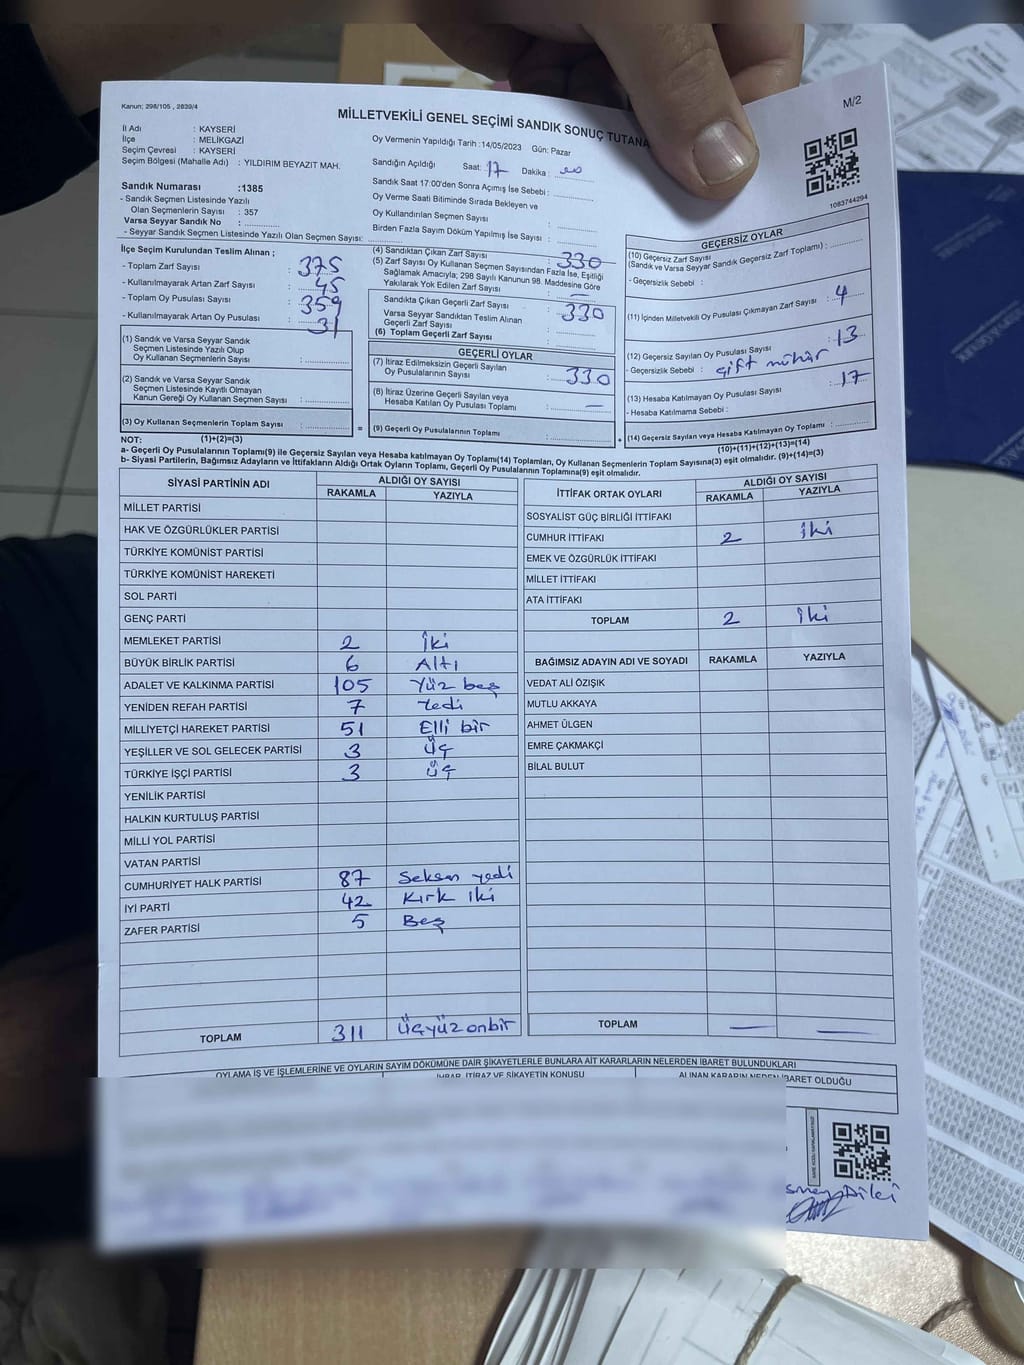 Kanun; 298/105 , 2839/4
M/2
MİLLETVEKİLİ GENEL SEÇİMİ SANDIK SONUÇ TUTANA
İl Adı : KAYSERİ
İlçe : MELİKGAZİ
Seçim Çevresi : KAYSERİ
Seçim Bölgesi (Mahalle Adı) : YILDIRIM BEYAZIT MAH.
Sandık Numarası :1385
- Sandık Seçmen Listesinde Yazılı
Olan Seçmenlerin Sayısı : 357
Varsa Seyyar Sandık No :
- Seyyar Sandık Seçmen Listesinde Yazılı Olan Seçmen Sayısı:
Oy Vermenin Yapıldığı Tarih :14/05/2023 Gün: Pazar
Sandığın Açıldığı Saat: 17 Dakika : 00
Sandık Saat 17:00'den Sonra Açılmış İse Sebebi :
Oy Verme Saati Bitiminde Sırada Bekleyen ve
Oy Kullandırılan Seçmen Sayısı :
Birden Fazla Sayım Döküm Yapılmış İse Sayısı :
1083744294
İlçe Seçim Kurulundan Teslim Alınan ;
- Toplam Zarf Sayısı : 375
- Kullanılmayarak Artan Zarf Sayısı : 45
- Toplam Oy Pusulası Sayısı : 359
- Kullanılmayarak Artan Oy Pusulası : 31
(1) Sandık ve Varsa Seyyar Sandık
Seçmen Listesinde Yazılı Olup
Oy Kullanan Seçmenlerin Sayısı :
(2) Sandık ve Varsa Seyyar Sandık
Seçmen Listesinde Kayıtlı Olmayan
Kanun Gereği Oy Kullanan Seçmen Sayısı :
(3) Oy Kullanan Seçmenlerin Toplam Sayısı :
(4) Sandıktan Çıkan Zarf Sayısı : 330
(5) Zarf Sayısı Oy Kullanan Seçmen Sayısından Fazla İse, Eşitliği
Sağlamak Amacıyla; 298 Sayılı Kanunun 98. Maddesine Göre
Yakılarak Yok Edilen Zarf Sayısı : —
Sandıkta Çıkan Geçerli Zarf Sayısı : 330
Varsa Seyyar Sandıktan Teslim Alınan
Geçerli Zarf Sayısı :
(6) Toplam Geçerli Zarf Sayısı :
GEÇERLİ OYLAR
(7) İtiraz Edilmeksizin Geçerli Sayılan
Oy Pusulalarının Sayısı : 330
(8) İtiraz Üzerine Geçerli Sayılan veya
Hesaba Katılan Oy Pusulası Toplamı : —
(9) Geçerli Oy Pusulalarının Toplamı :
GEÇERSİZ OYLAR
(10) Geçersiz Zarf Sayısı
(Sandık ve Varsa Seyyar Sandık Geçersiz Zarf Toplamı) :
- Geçersizlik Sebebi :
(11) İçinden Milletvekili Oy Pusulası Çıkmayan Zarf Sayısı : 4
(12) Geçersiz Sayılan Oy Pusulası Sayısı : 13
- Geçersizlik Sebebi : çift mühür
(13) Hesaba Katılmayan Oy Pusulası Sayısı : 17
- Hesaba Katılmama Sebebi :
(14) Geçersiz Sayılan veya Hesaba Katılmayan Oy Pusulası Toplamı :
NOT: (1)+(2)=(3)
(10)+(11)+(12)+(13)=(14)
a- Geçerli Oy Pusulalarının Toplamı(9) ile Geçersiz Sayılan veya Hesaba katılmayan Oy Toplamı(14) Toplamları, Oy Kullanan Seçmenlerin Toplam Sayısına(3) eşit olmalıdır. (9)+(14)=(3)
b- Siyasi Partilerin, Bağımsız Adayların ve İttifakların Aldığı Ortak Oyların Toplamı, Geçerli Oy Pusulalarının Toplamına(9) eşit olmalıdır.
SİYASİ PARTİNİN ADI ALDIĞI OY SAYISI
RAKAMLA YAZIYLA
MİLLET PARTİSİ
HAK VE ÖZGÜRLÜKLER PARTİSİ
TÜRKİYE KOMÜNİST PARTİSİ
TÜRKİYE KOMÜNİST HAREKETİ
SOL PARTİ
GENÇ PARTİ
MEMLEKET PARTİSİ 2 İki
BÜYÜK BİRLİK PARTİSİ 6 Altı
ADALET VE KALKINMA PARTİSİ 105 Yüz beş
YENİDEN REFAH PARTİSİ 7 Yedi
MİLLİYETÇİ HAREKET PARTİSİ 51 Elli bir
YEŞİLLER VE SOL GELECEK PARTİSİ 3 Üç
TÜRKİYE İŞÇİ PARTİSİ 3 üç
YENİLİK PARTİSİ
HALKIN KURTULUŞ PARTİSİ
MİLLİ YOL PARTİSİ
VATAN PARTİSİ
CUMHURİYET HALK PARTİSİ 87 Seksen yedi
İYİ PARTİ 42 Kırk iki
ZAFER PARTİSİ 5 Beş
TOPLAM 311 Üçyüz onbir
İTTİFAK ORTAK OYLARI ALDIĞI OY SAYISI
RAKAMLA YAZIYLA
SOSYALİST GÜÇ BİRLİĞİ İTTİFAKI
CUMHUR İTTİFAKI 2 İki
EMEK VE ÖZGÜRLÜK İTTİFAKI
MİLLET İTTİFAKI
ATA İTTİFAKI
TOPLAM 2 İki
BAĞIMSIZ ADAYIN ADI VE SOYADI RAKAMLA YAZIYLA
VEDAT ALİ ÖZIŞIK
MUTLU AKKAYA
AHMET ÜLGEN
EMRE ÇAKMAKÇİ
BİLAL BULUT
TOPLAM — —
OYLAMA İŞ VE İŞLEMLERİNE VE OYLARIN SAYIM DÖKÜMÜNE DAİR ŞİKAYETLERLE BUNLARA AİT KARARLARIN NELERDEN İBARET BULUNDUKLARI
İHBAR, İTİRAZ VE ŞİKAYETİN KONUSU ALINAN KARARIN NEDEN İBARET OLDUĞU